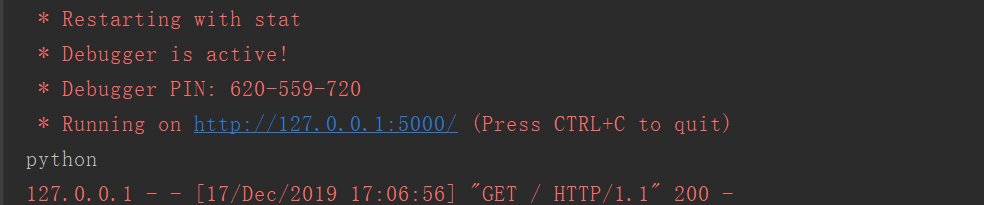 * Restarting with stat
* Debugger is active!
* Debugger PIN: 620-559-720
* Running on http://127.0.0.1:5000/ (Press CTRL+C to quit)
python
127.0.0.1 - - [17/Dec/2019 17:06:56] "GET / HTTP/1.1" 200 -